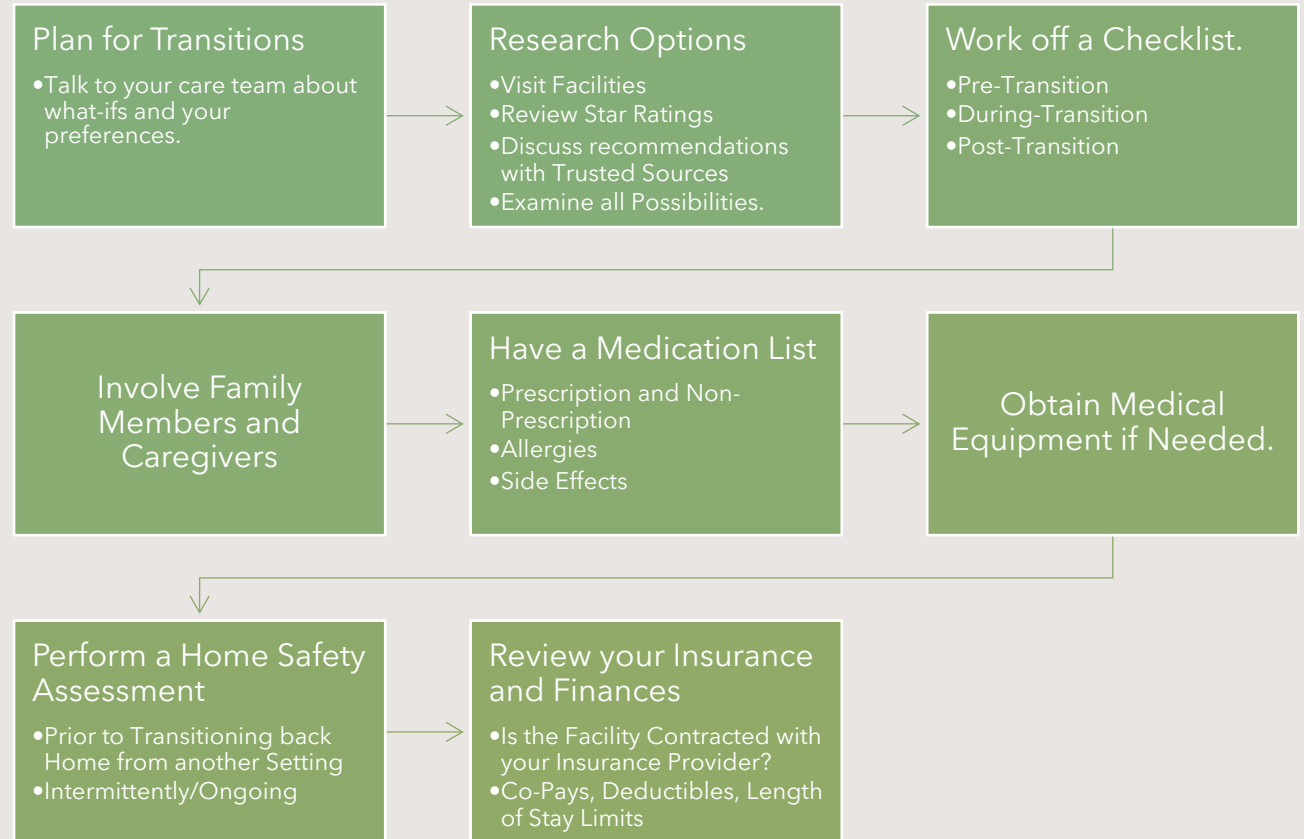 Plan for Transitions
•Talk to your care team about
what-ifs and your
preferences.
Research Options
•Visit Facilities
•Review Star Ratings
•Discuss recommendations
with Trusted Sources
•Examine all Possibilities.
Work off a Checklist.
•Pre-Transition
•During-Transition
•Post-Transition
Involve Family
Members and
Caregivers
Have a Medication List
•Prescription and Non-
Prescription
•Allergies
•Side Effects
Obtain Medical
Equipment if Needed.
Perform a Home Safety
Assessment
•Prior to Transitioning back
Home from another Setting
•Intermittently/Ongoing
Review your Insurance
and Finances
•Is the Facility Contracted with
your Insurance Provider?
•Co-Pays, Deductibles, Length
of Stay Limits